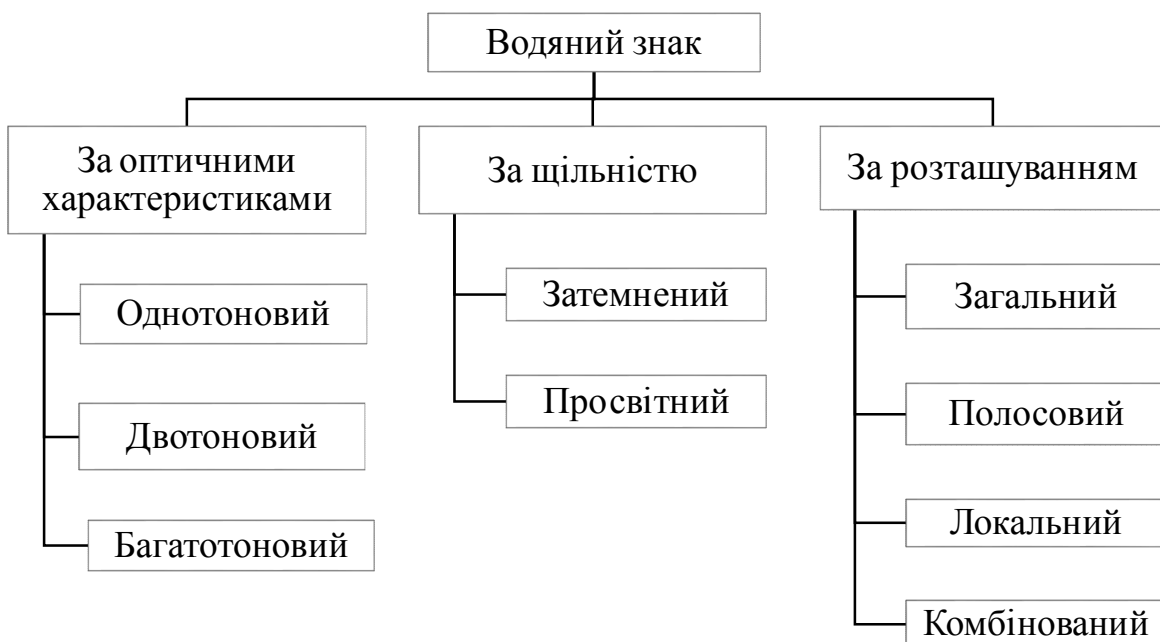 Водяний знак
За оптичними
характеристиками
Однотоновий
Двотоновий
Багатотоновий
За щільністю
Затемнений
Просвітний
За розташуванням
Загальний
Полосовий
Локальний
Комбінований